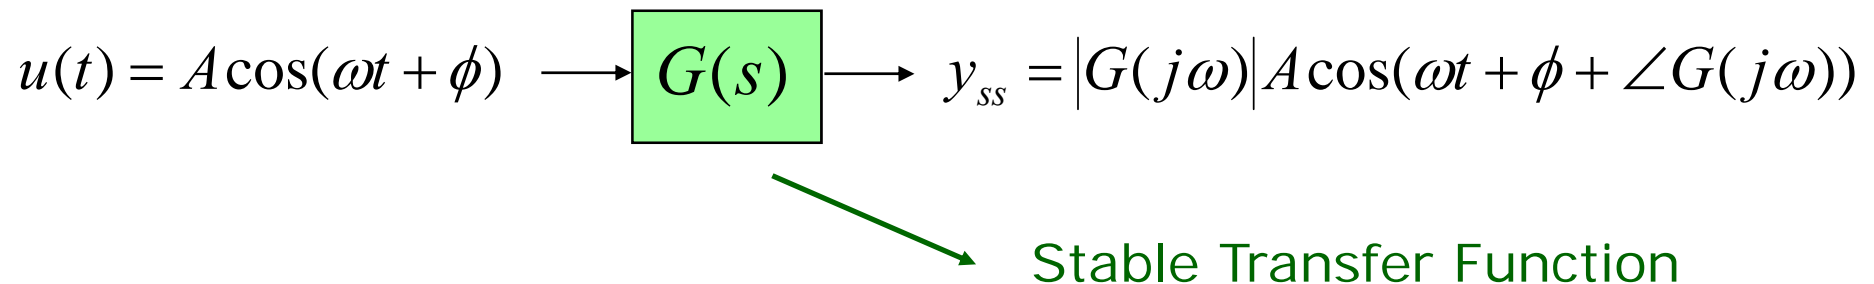 u(t) = A cos(ωt + ϕ) G(s) y_ss = |G(jω)| A cos(ωt + ϕ + ∠G(jω))
Stable Transfer Function